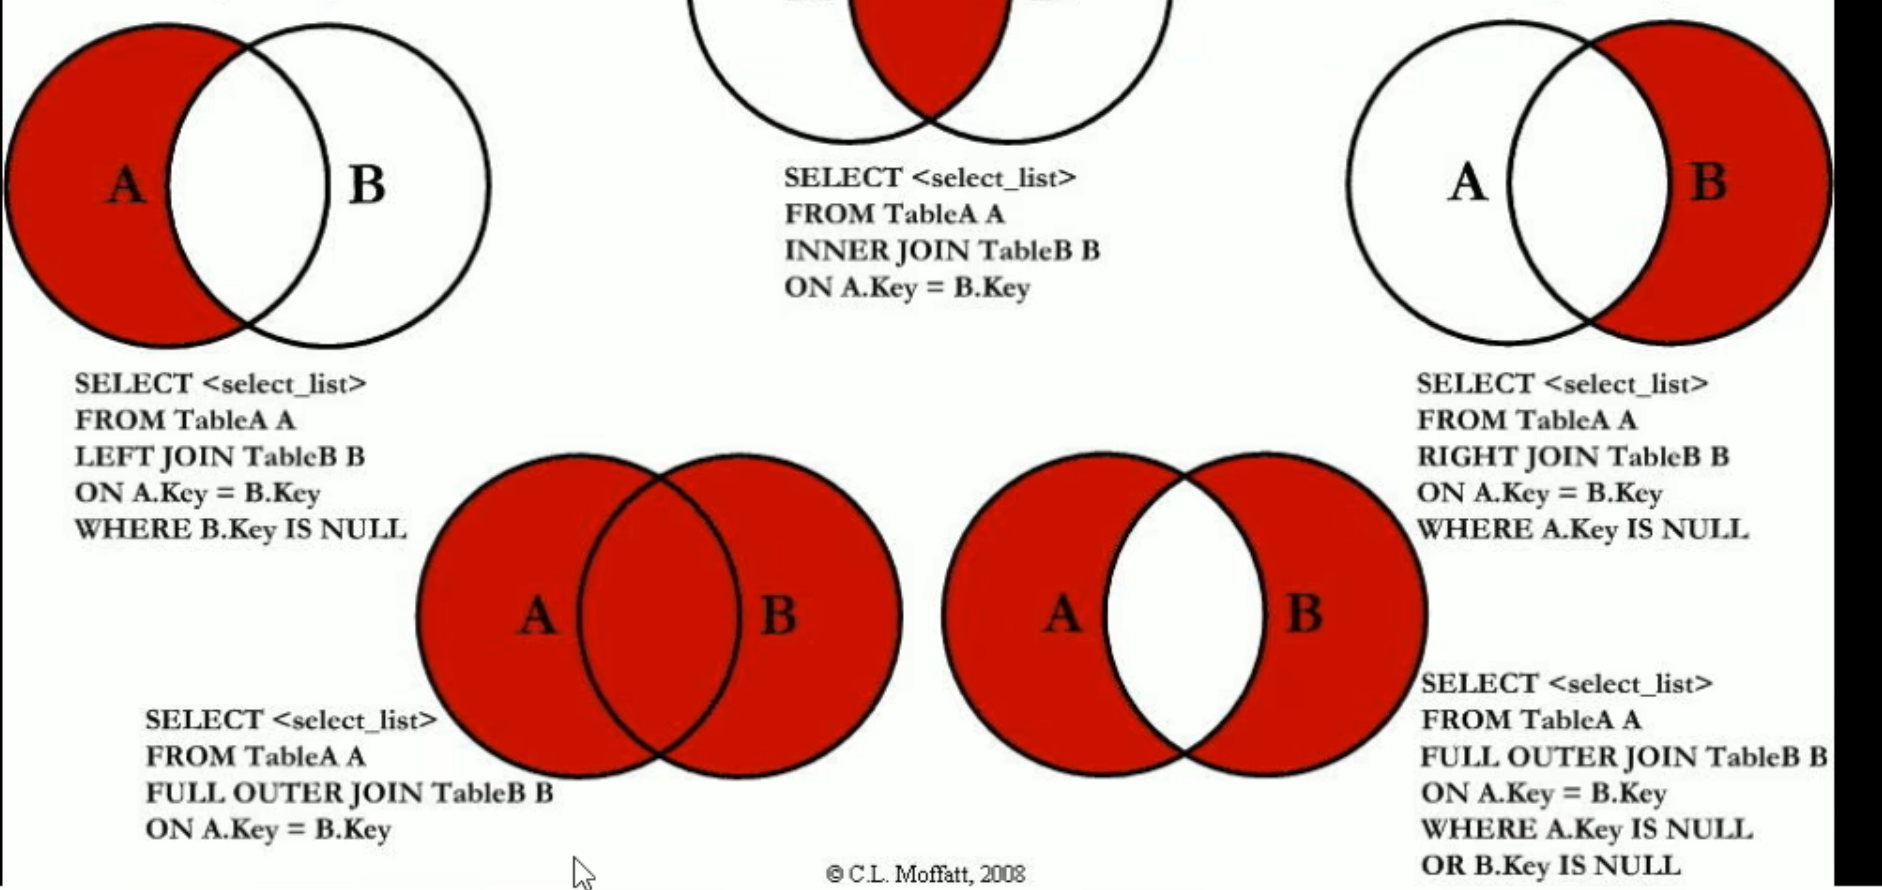 A B
SELECT <select_list>
FROM TableA A
LEFT JOIN TableB B
ON A.Key = B.Key
WHERE B.Key IS NULL
SELECT <select_list>
FROM TableA A
INNER JOIN TableB B
ON A.Key = B.Key
A B
SELECT <select_list>
FROM TableA A
RIGHT JOIN TableB B
ON A.Key = B.Key
WHERE A.Key IS NULL
A B
SELECT <select_list>
FROM TableA A
FULL OUTER JOIN TableB B
ON A.Key = B.Key
A B
SELECT <select_list>
FROM TableA A
FULL OUTER JOIN TableB B
ON A.Key = B.Key
WHERE A.Key IS NULL
OR B.Key IS NULL
© C.L. Moffatt, 2008